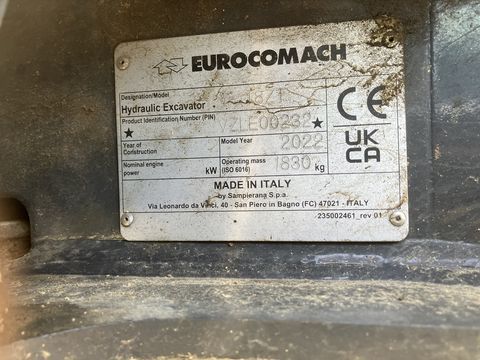 EUROCOMACH
Designation/Model
Hydraulic Excavator
Product Identification Number (PIN)
★ ★
Year of Construction Model Year 2022
Nominal engine power kW Operating mass (ISO 6016) 1830 kg
CE
UK
CA
MADE IN ITALY
by Sampierana S.p.a.
Via Leonardo da Vinci, 40 - San Piero in Bagno (FC) 47021 - ITALY
235002461_rev 01